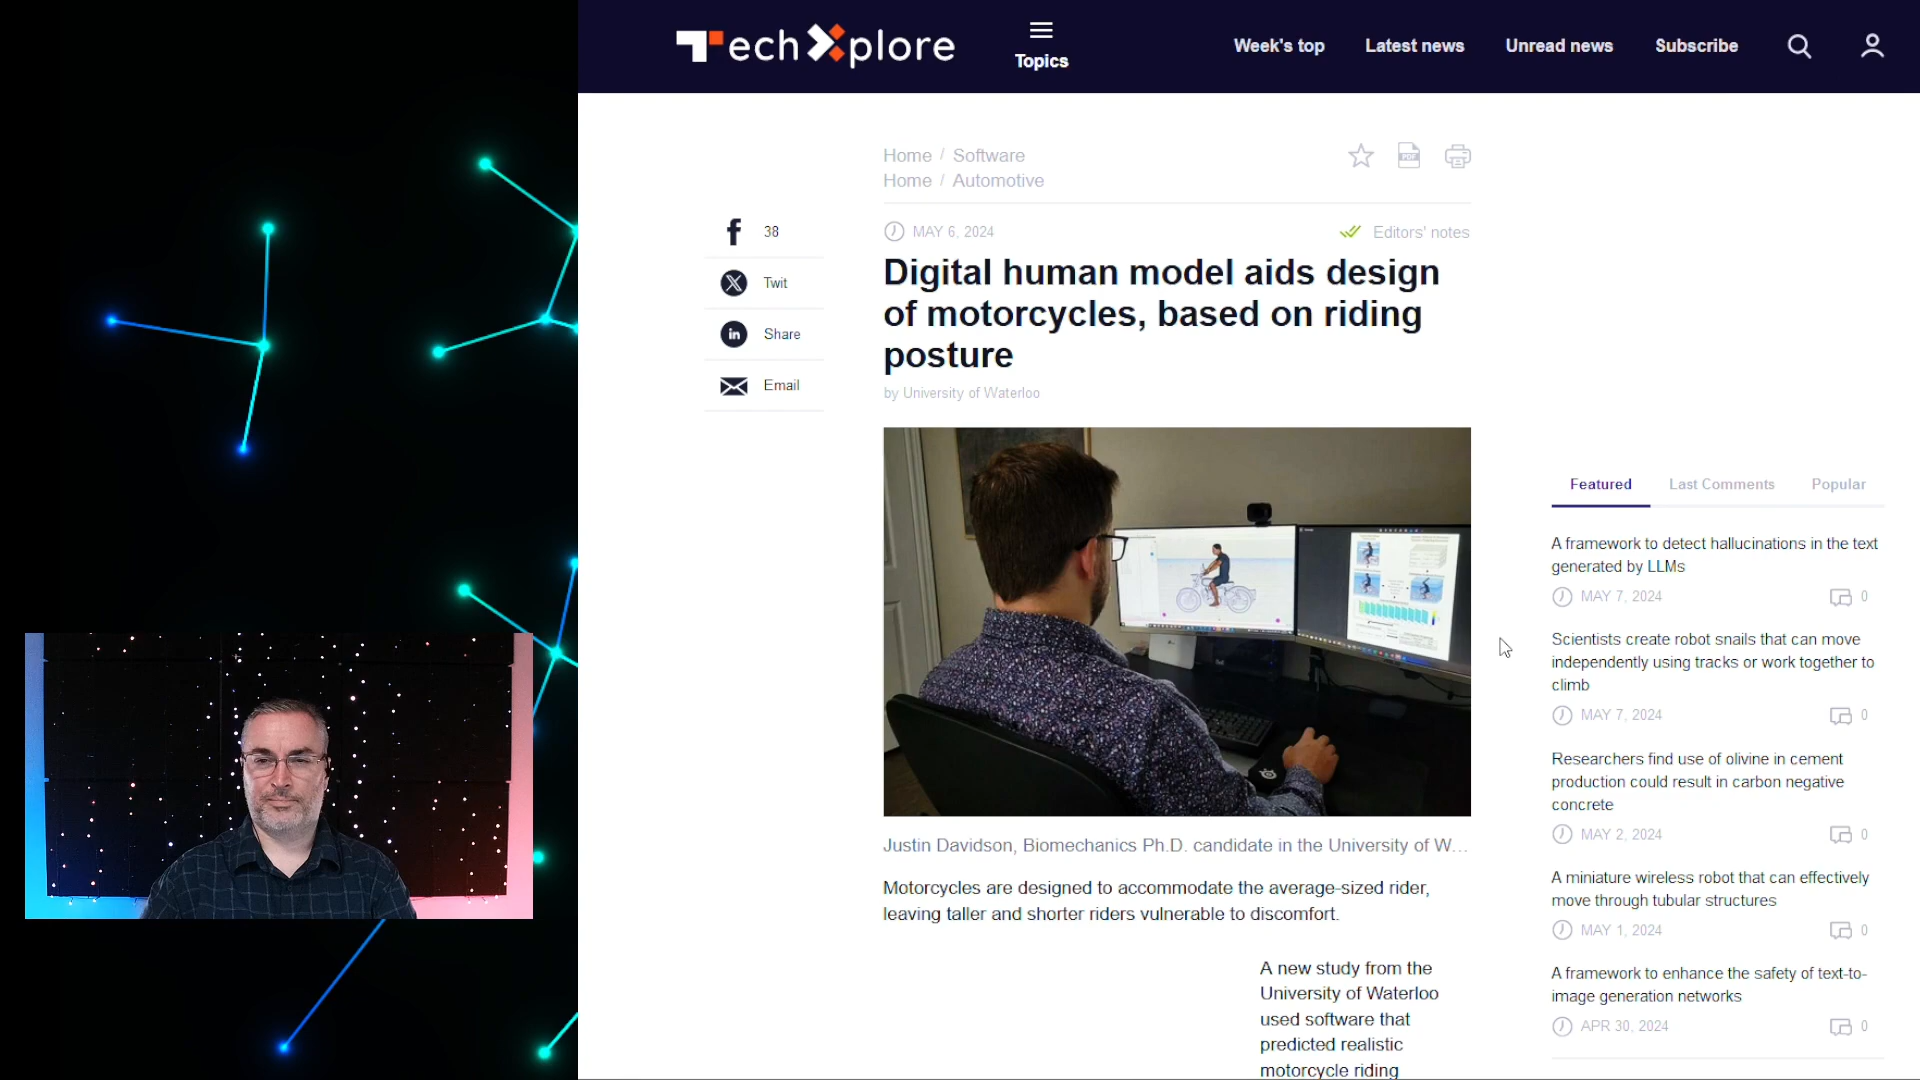 TechXplore
Topics
Week's top
Latest news
Unread news
Subscribe
Home / Software
Home / Automotive
PDF
38
Twit
in Share
Email
MAY 6, 2024
Editors' notes
Digital human model aids design
of motorcycles, based on riding
posture
by University of Waterloo
Justin Davidson, Biomechanics Ph.D. candidate in the University of W...
Motorcycles are designed to accommodate the average-sized rider,
leaving taller and shorter riders vulnerable to discomfort.
A new study from the
University of Waterloo
used software that
predicted realistic
motorcycle riding
Featured
Last Comments
Popular
A framework to detect hallucinations in the text
generated by LLMs
MAY 7, 2024
0
Scientists create robot snails that can move
independently using tracks or work together to
climb
MAY 7, 2024
0
Researchers find use of olivine in cement
production could result in carbon negative
concrete
MAY 2, 2024
0
A miniature wireless robot that can effectively
move through tubular structures
MAY 1, 2024
0
A framework to enhance the safety of text-to-
image generation networks
APR 30, 2024
0